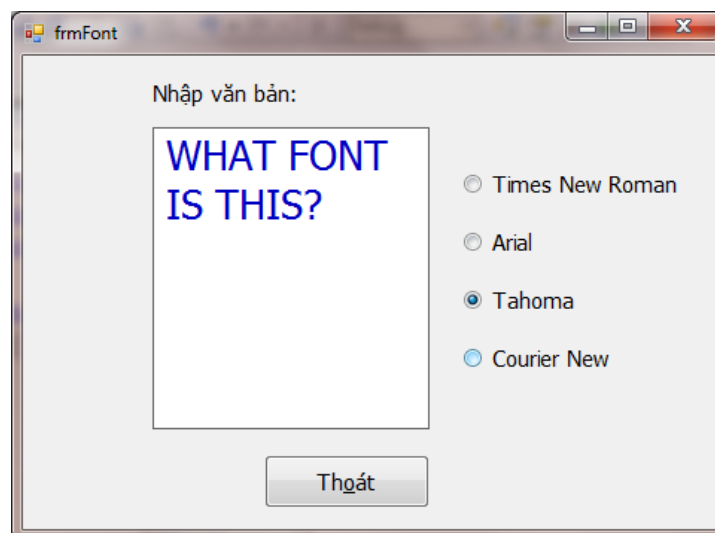 frmFont
Nhập văn bản:
WHAT FONT
IS THIS?
Times New Roman
Arial
Tahoma
Courier New
Thoát